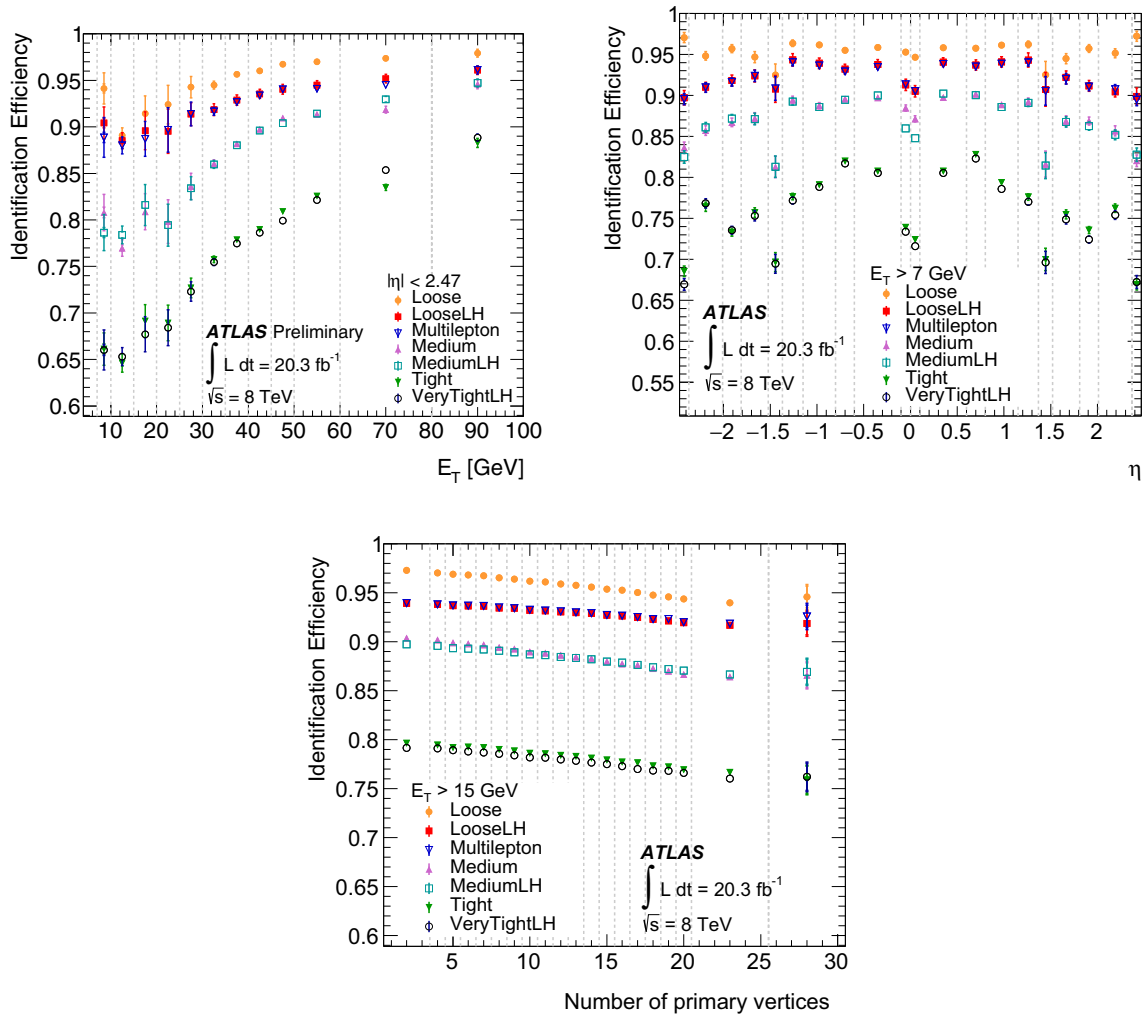 Identification Efficiency
1
0.95
0.9
0.85
0.8
0.75
0.7
0.65
0.6
|η| < 2.47
Loose
LooseLH
Multilepton
Medium
MediumLH
Tight
VeryTightLH
ATLAS Preliminary
∫ L dt = 20.3 fb-1
√s = 8 TeV
10 20 30 40 50 60 70 80 90 100
E_T [GeV]
Identification Efficiency
1
0.95
0.9
0.85
0.8
0.75
0.7
0.65
0.6
0.55
E_T > 7 GeV
Loose
LooseLH
Multilepton
Medium
MediumLH
Tight
VeryTightLH
ATLAS
∫ L dt = 20.3 fb-1
√s = 8 TeV
−2 −1.5 −1 −0.5 0 0.5 1 1.5 2
η
Identification Efficiency
1
0.95
0.9
0.85
0.8
0.75
0.7
0.65
0.6
E_T > 15 GeV
Loose
LooseLH
Multilepton
Medium
MediumLH
Tight
VeryTightLH
ATLAS
∫ L dt = 20.3 fb-1
√s = 8 TeV
5 10 15 20 25 30
Number of primary vertices